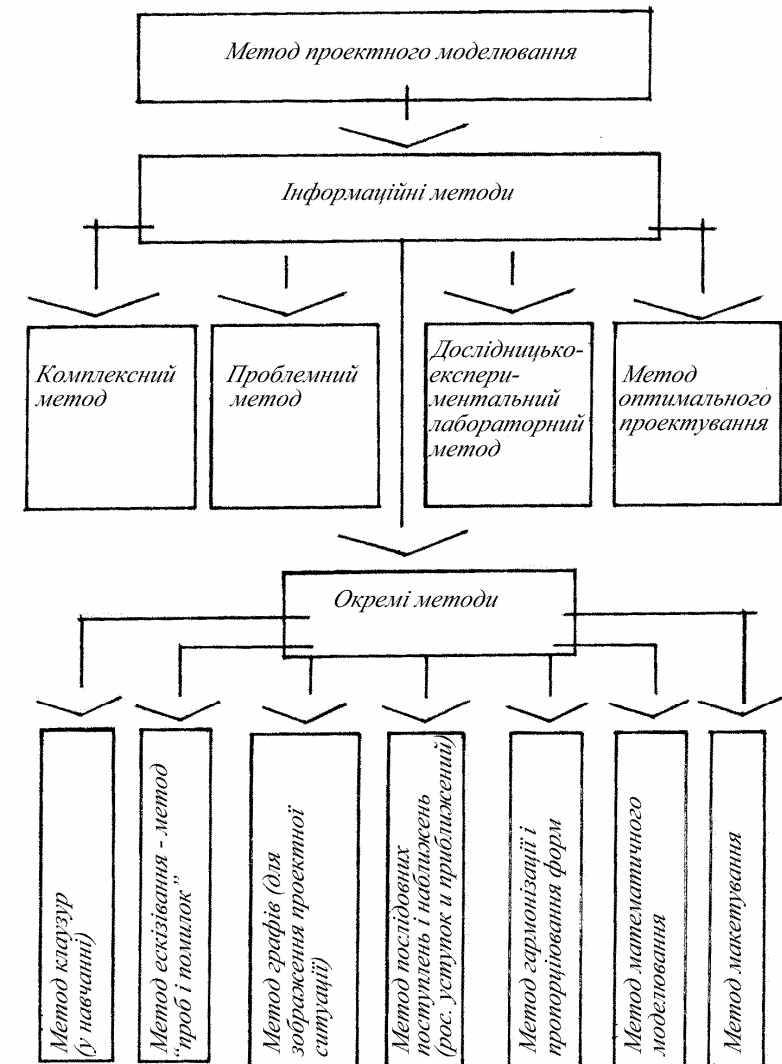 Метод проектного моделювання
Інформаційні методи
Комплексний
метод
Проблемний
метод
Дослідницько-
експери-
ментальний
лабораторний
метод
Метод
оптимального
проектування
Окремі методи
Метод клаузур
(у навчанні)
Метод ескізівання - метод
“проб і помилок”
Метод графів (для
зображення проектної
ситуації)
Метод послідовних
поступлень і наближень
(рос. уступок и приближений)
Метод гармонізації і
пропорціювання форм
Метод математичного
моделювання
Метод макетування